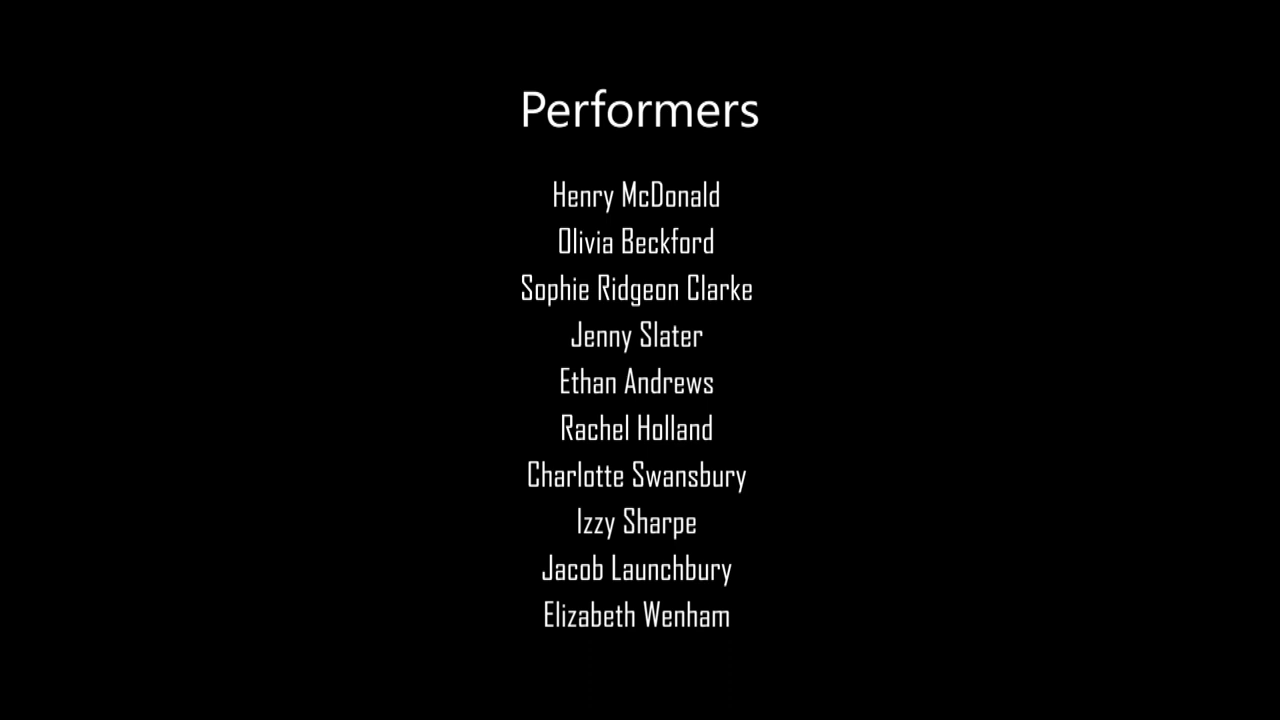 Performers
Henry McDonald
Olivia Beckford
Sophie Ridgeon Clarke
Jenny Slater
Ethan Andrews
Rachel Holland
Charlotte Swansbury
Izzy Sharpe
Jacob Launchbury
Elizabeth Wenham